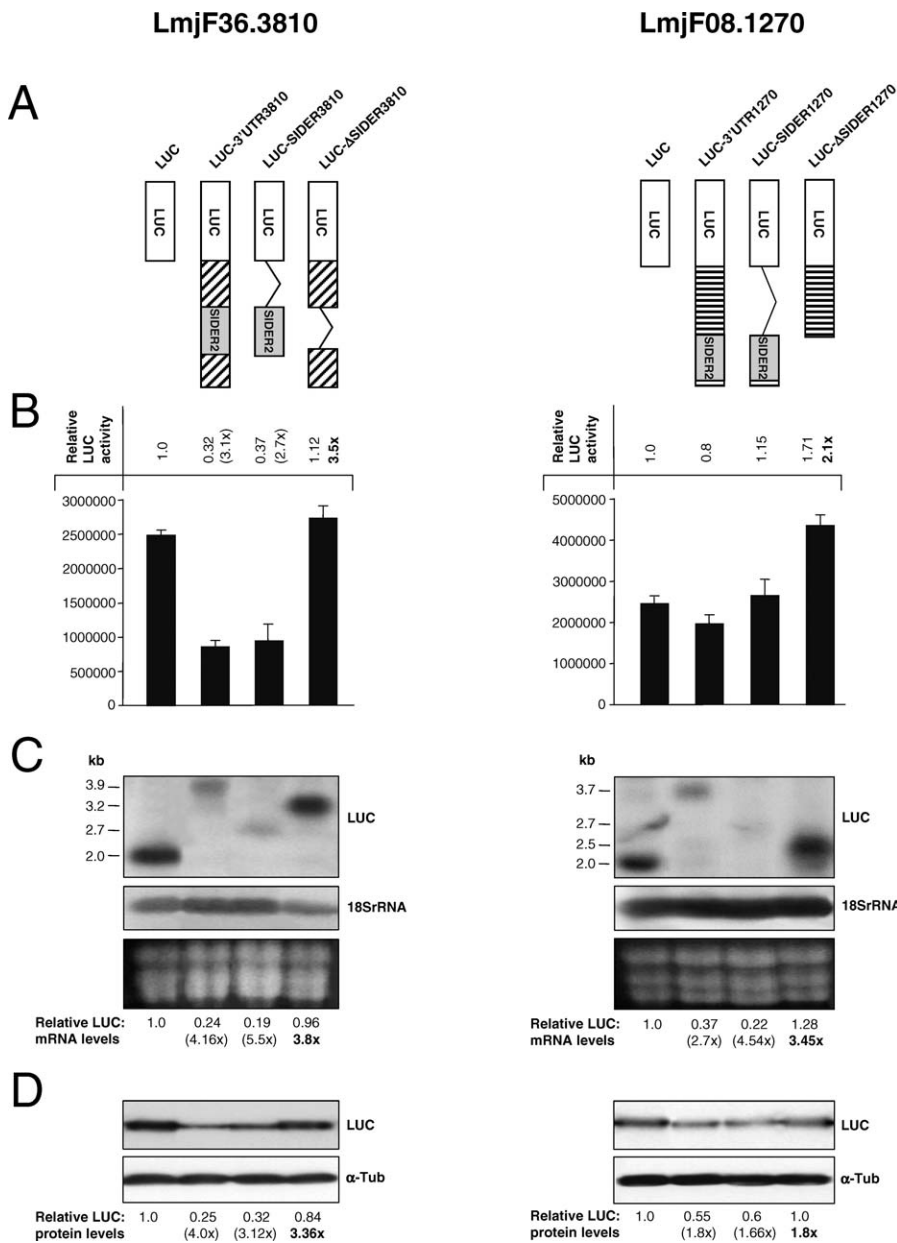 LmjF36.3810
LmjF08.1270
A
LUC
LUC-3'UTR3810
LUC-SIDER3810
LUC-ΔSIDER3810
LUC
LUC
LUC
LUC
SIDER2
SIDER2
LUC
LUC-3'UTR1270
LUC-SIDER1270
LUC-ΔSIDER1270
LUC
LUC
LUC
LUC
SIDER2
SIDER2
B
Relative LUC activity
1.0
0.32 (3.1x)
0.37 (2.7x)
1.12 3.5x
3000000
2500000
2000000
1500000
1000000
500000
0
Relative LUC activity
1.0
0.8
1.15
1.71 2.1x
5000000
4000000
3000000
2000000
1000000
0
C
kb
3.9
3.2
2.7
2.0
LUC
18SrRNA
Relative LUC: 1.0 0.24 0.19 0.96
mRNA levels (4.16x) (5.5x) 3.8x
kb
3.7
2.7
2.5
2.0
LUC
18SrRNA
Relative LUC: 1.0 0.37 0.22 1.28
mRNA levels (2.7x) (4.54x) 3.45x
D
LUC
α-Tub
Relative LUC: 1.0 0.25 0.32 0.84
protein levels (4.0x) (3.12x) 3.36x
LUC
α-Tub
Relative LUC: 1.0 0.55 0.6 1.0
protein levels (1.8x) (1.66x) 1.8x